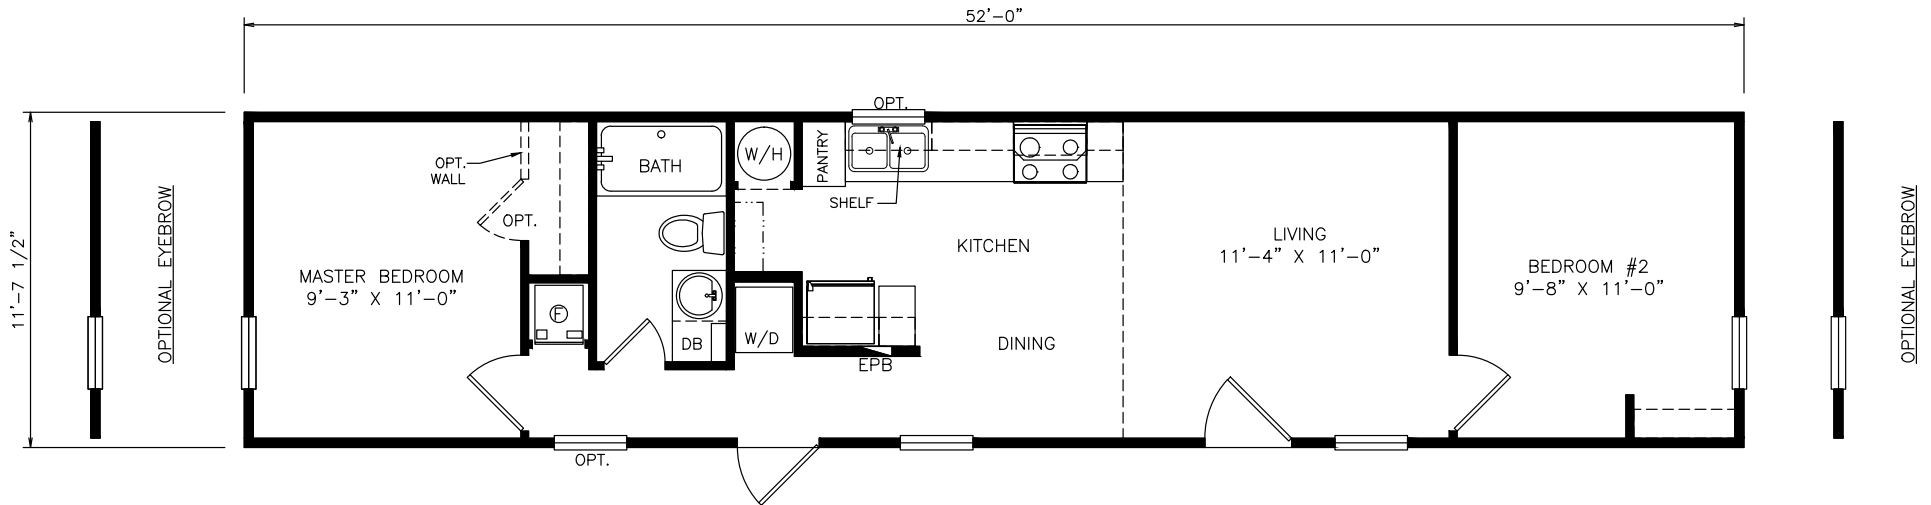 52'-0"
OPT.
OPT.
WALL
BATH
W/H
PANTRY
SHELF
OPT.
MASTER BEDROOM
9'-3" X 11'-0"
KITCHEN
LIVING
11'-4" X 11'-0"
BEDROOM #2
9'-8" X 11'-0"
F
DB
W/D
EPB
DINING
OPT.
11'-7 1/2"
OPTIONAL EYEBROW
OPTIONAL EYEBROW